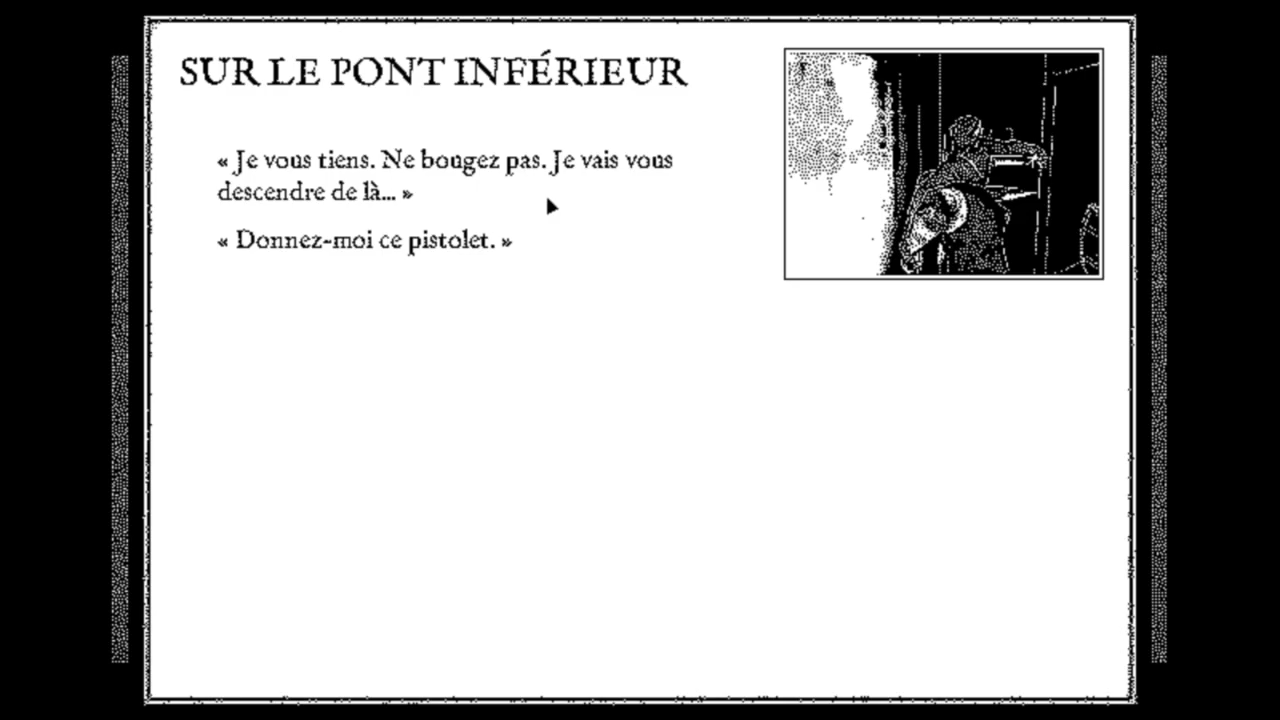 SUR LE PONT INFÉRIEUR
« Je vous tiens. Ne bougez pas. Je vais vous
descendre de là... »
« Donnez-moi ce pistolet. »